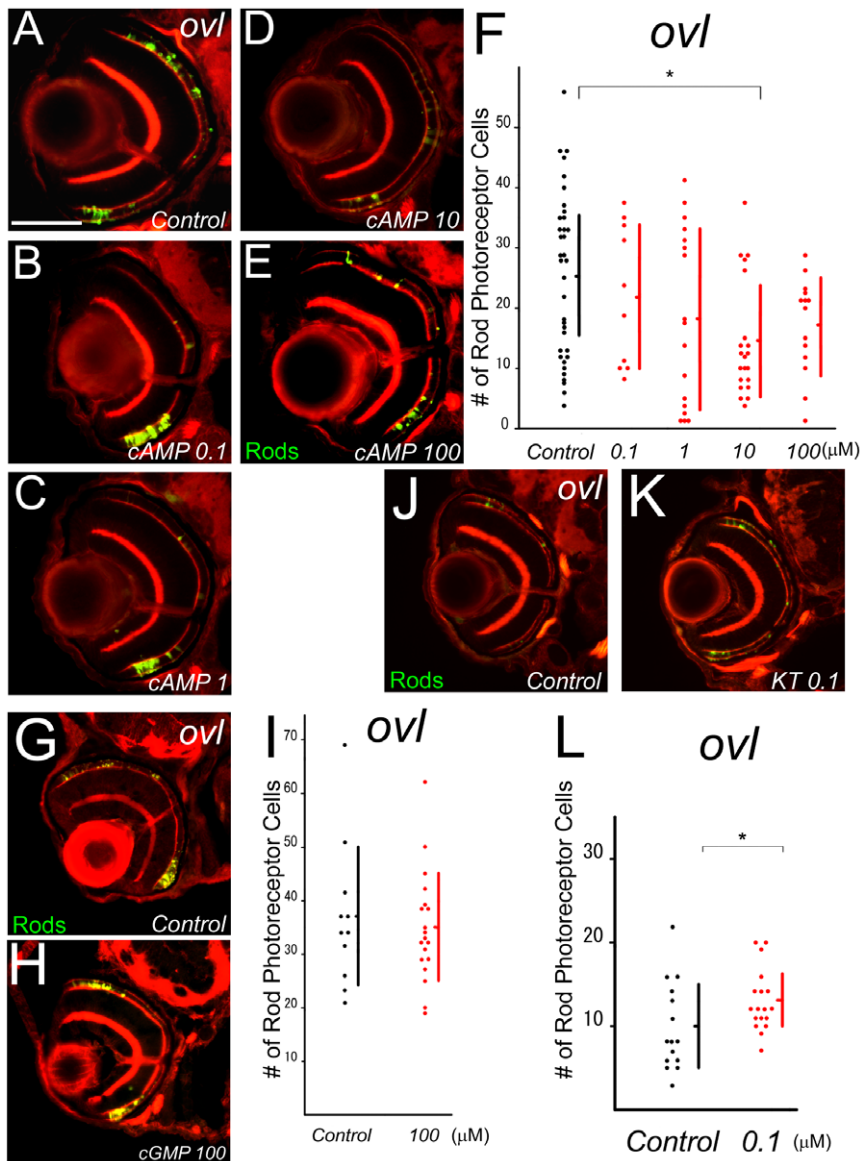 A
ovl
Control
D
cAMP 10
B
cAMP 0.1
E
Rods
cAMP 100
C
cAMP 1
F
ovl
# of Rod Photoreceptor Cells
50
40
30
20
10
0
*
Control 0.1 1 10 100 (μM)
J
ovl
Rods
Control
K
KT 0.1
G
ovl
Rods
Control
H
cGMP 100
I
ovl
# of Rod Photoreceptor Cells
70
60
50
40
30
20
10
Control 100 (μM)
L
ovl
# of Rod Photoreceptor Cells
30
20
10
*
Control 0.1 (μM)